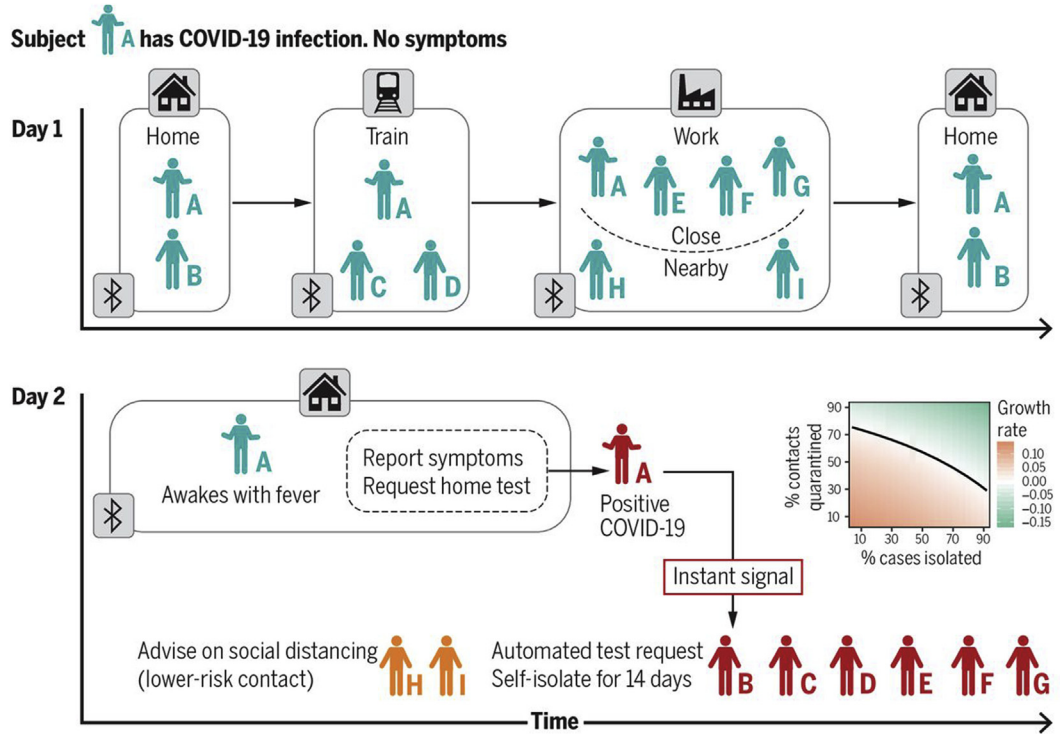 Subject A has COVID-19 infection. No symptoms
Day 1
Home
A
B
Train
A
C D
Work
A E F G
Close
Nearby
H I
Home
A
B
Day 2
A
Awakes with fever
Report symptoms
Request home test
A
Positive
COVID-19
Instant signal
% contacts
quarantined
90
70
50
30
10
10 30 50 70 90
% cases isolated
Growth
rate
0.10
0.05
0.00
−0.05
−0.10
−0.15
Advise on social distancing
(lower-risk contact)
H I
Automated test request
Self-isolate for 14 days
B C D E F G
Time